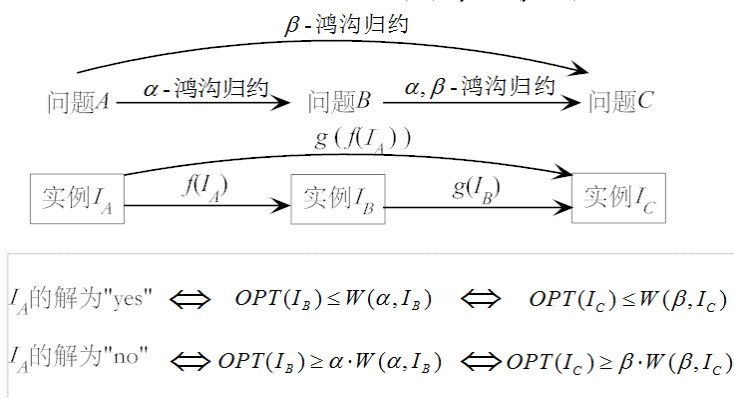 β-鸿沟归约
问题A α-鸿沟归约 问题B α,β-鸿沟归约 问题C
g(f(I_A))
实例I_A f(I_A) 实例I_B g(I_B) 实例I_C
I_A的解为"yes" ⇔ OPT(I_B)≤W(α,I_B) ⇔ OPT(I_C)≤W(β,I_C)
I_A的解为"no" ⇔ OPT(I_B)≥α·W(α,I_B) ⇔ OPT(I_C)≥β·W(β,I_C)